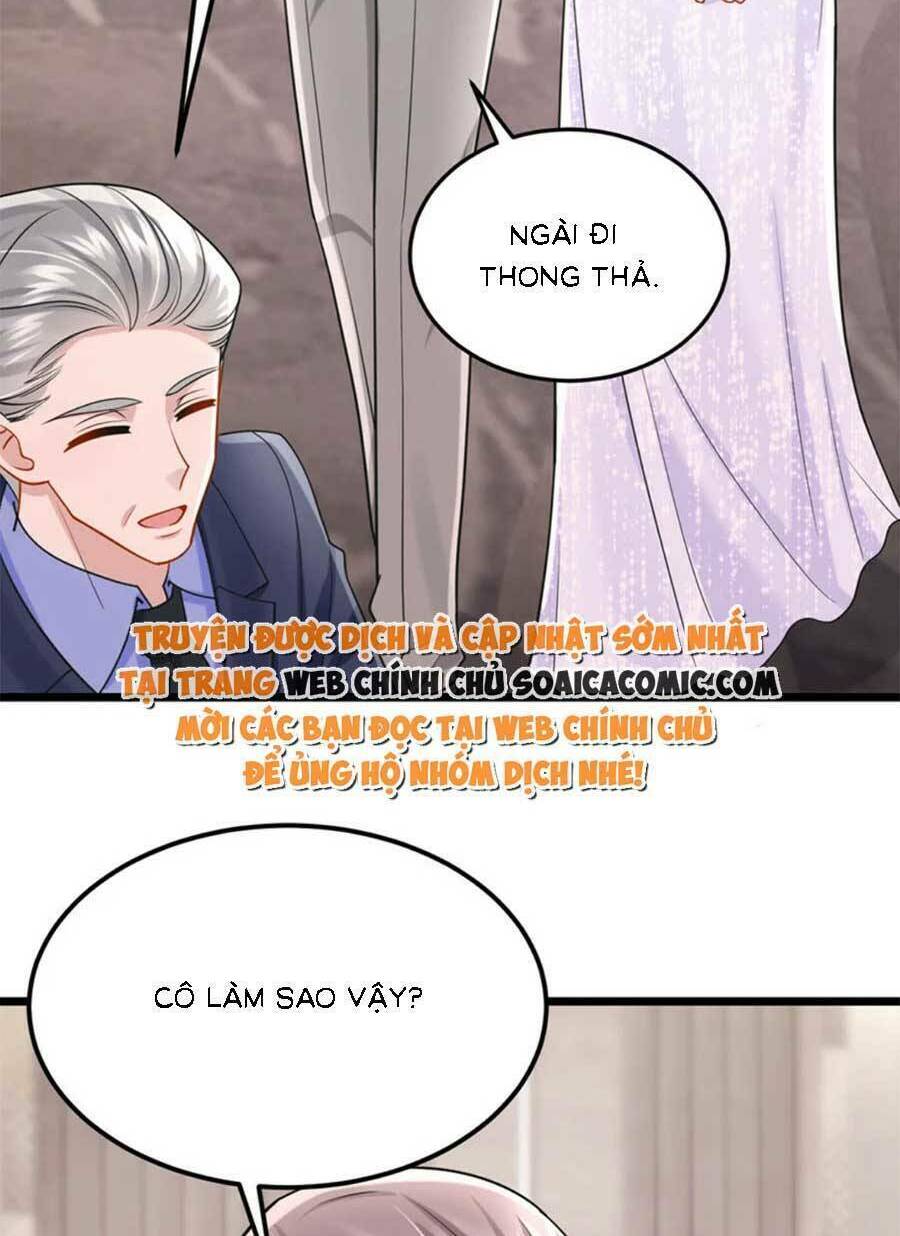 NGÀI ĐI
THONG THẢ.
TRUYỆN ĐƯỢC DỊCH VÀ CẬP NHẬT SỚM NHẤT
TẠI TRANG WEB CHÍNH CHỦ SOAICACOMIC.COM
MỜI CÁC BẠN ĐỌC TẠI WEB CHÍNH CHỦ
ĐỂ ỦNG HỘ NHÓM DỊCH NHÉ!
CÔ LÀM SAO VẬY?